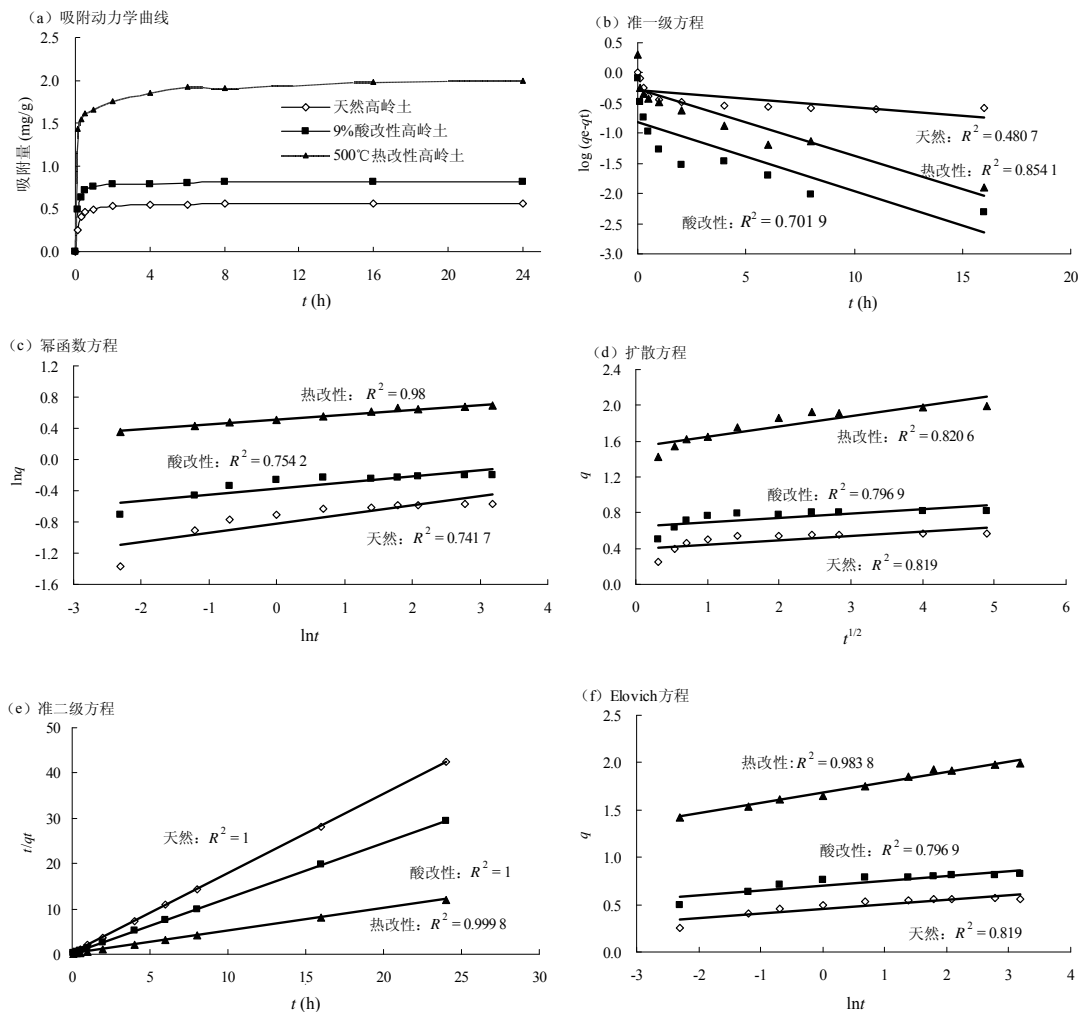 (a) 吸附动力学曲线
2.5
2.0
1.5
1.0
0.5
0.0
吸附量 (mg/g)
天然高岭土
9%酸改性高岭土
500℃热改性高岭土
0 4 8 12 16 20 24
t (h)
(b) 准一级方程
0.5
0.0
-0.5
-1.0
-1.5
-2.0
-2.5
-3.0
log (qe-qt)
天然：R² = 0.480 7
热改性：R² = 0.854 1
酸改性：R² = 0.701 9
0 5 10 15 20
t (h)
(c) 幂函数方程
1.2
0.8
0.4
0.0
-0.4
-0.8
-1.2
-1.6
lnq
热改性：R² = 0.98
酸改性：R² = 0.754 2
天然：R² = 0.741 7
-3 -2 -1 0 1 2 3 4
lnt
(d) 扩散方程
2.4
2.0
1.6
1.2
0.8
0.4
0.0
q
热改性：R² = 0.820 6
酸改性：R² = 0.796 9
天然：R² = 0.819
0 1 2 3 4 5 6
t^1/2
(e) 准二级方程
50
40
30
20
10
0
t/qt
天然：R² = 1
酸改性：R² = 1
热改性：R² = 0.999 8
0 5 10 15 20 25 30
t (h)
(f) Elovich方程
2.5
2.0
1.5
1.0
0.5
0.0
q
热改性: R² = 0.983 8
酸改性：R² = 0.796 9
天然：R² = 0.819
-3 -2 -1 0 1 2 3 4
lnt